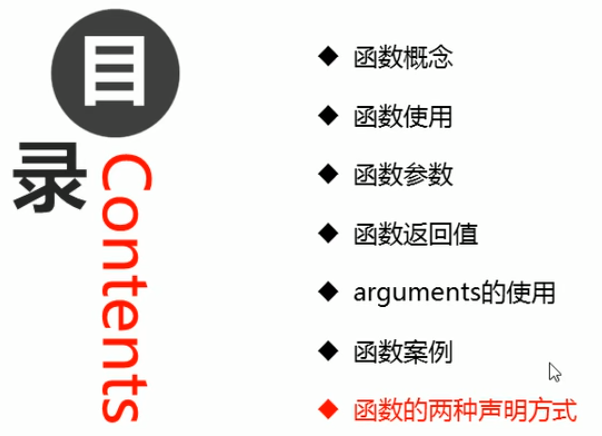 目
录
Contents
◆ 函数概念
◆ 函数使用
◆ 函数参数
◆ 函数返回值
◆ arguments的使用
◆ 函数案例
◆ 函数的两种声明方式